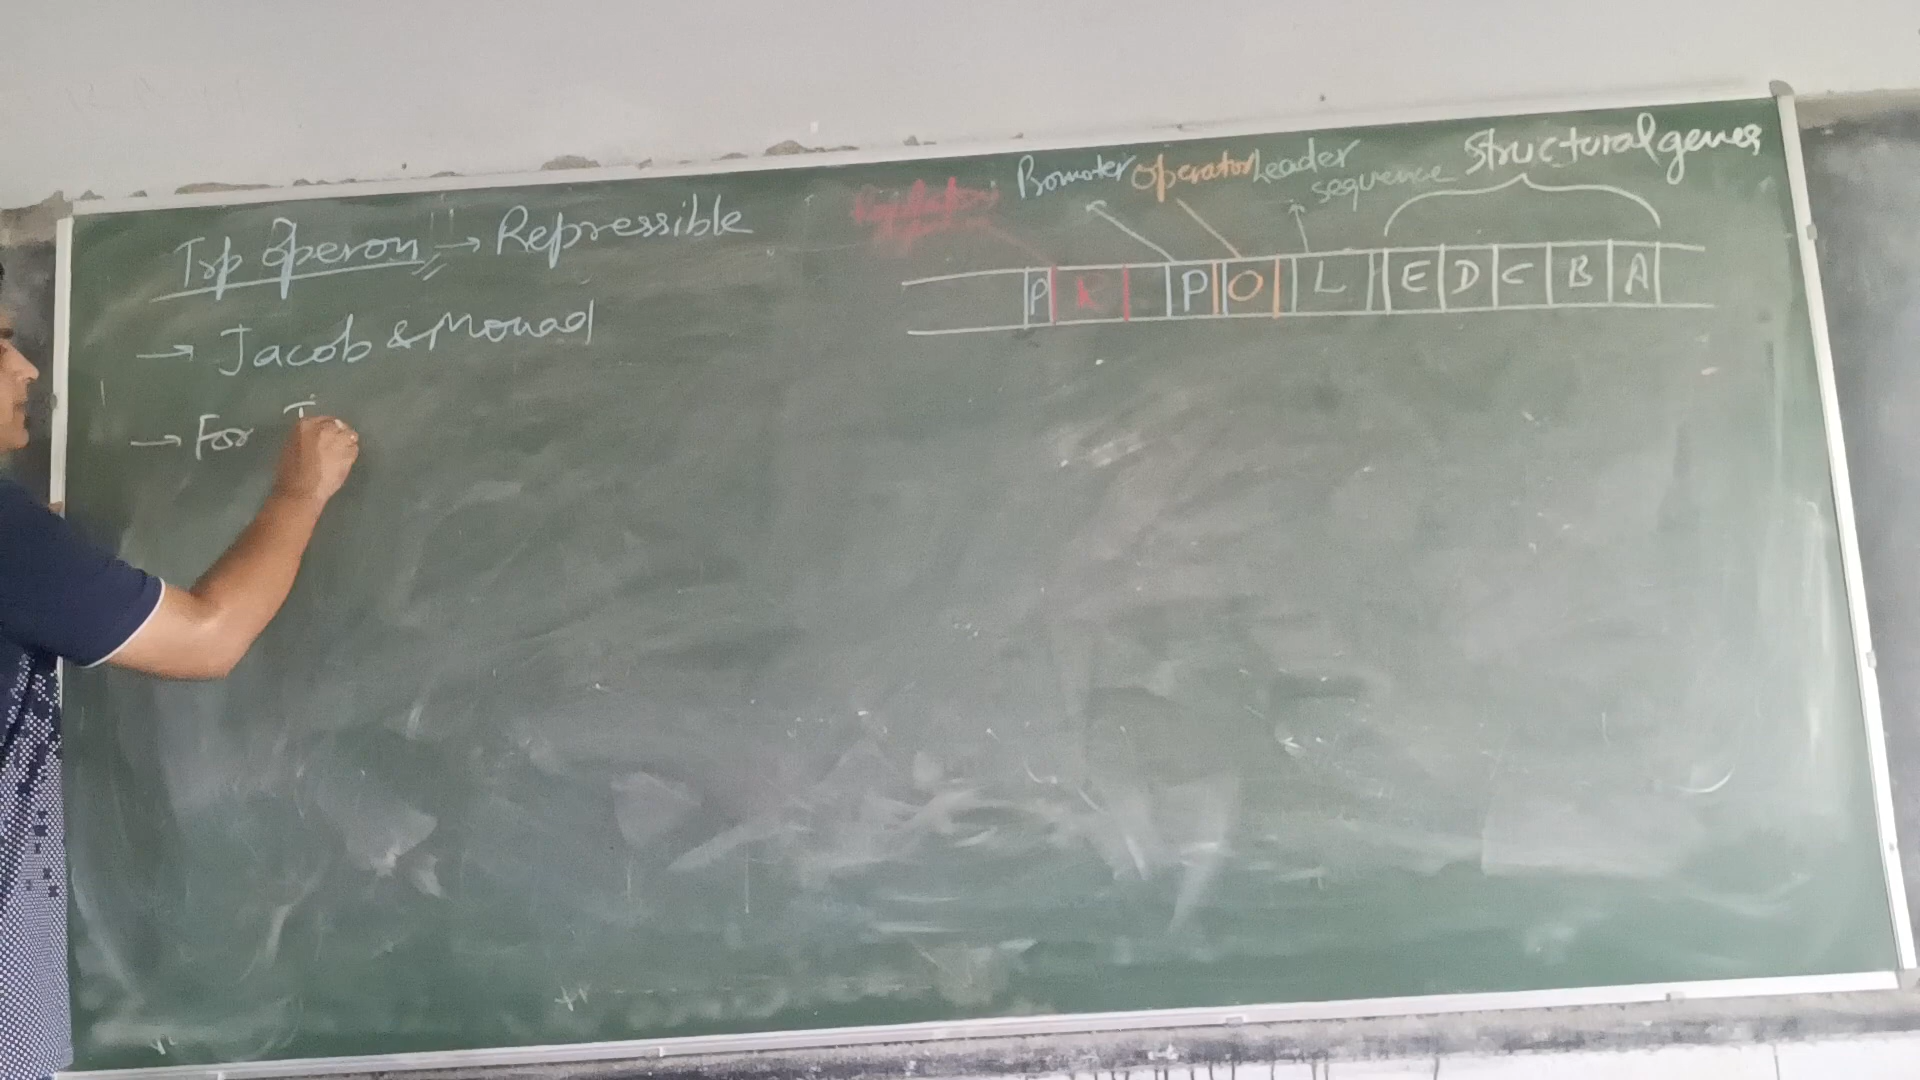 Trp operon → Repressible
→ Jacob & Monad
→ For T
Promoter Operator Leader sequence Structural genes
P R P O L E D C B A